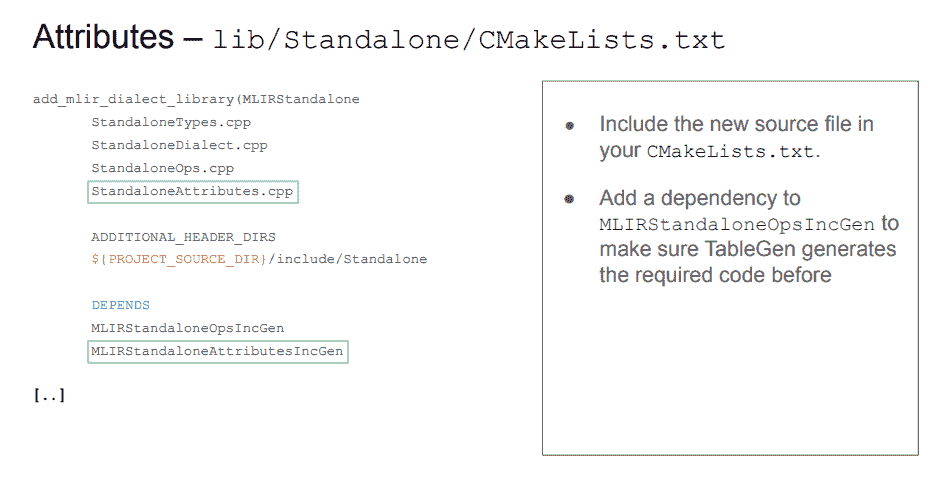 Attributes – lib/Standalone/CMakeLists.txt
add_mlir_dialect_library(MLIRStandalone
StandaloneTypes.cpp
StandaloneDialect.cpp
StandaloneOps.cpp
StandaloneAttributes.cpp
ADDITIONAL_HEADER_DIRS
${PROJECT_SOURCE_DIR}/include/Standalone
DEPENDS
MLIRStandaloneOpsIncGen
MLIRStandaloneAttributesIncGen
[..]
● Include the new source file in
your CMakeLists.txt.
● Add a dependency to
MLIRStandaloneOpsIncGen to
make sure TableGen generates
the required code before